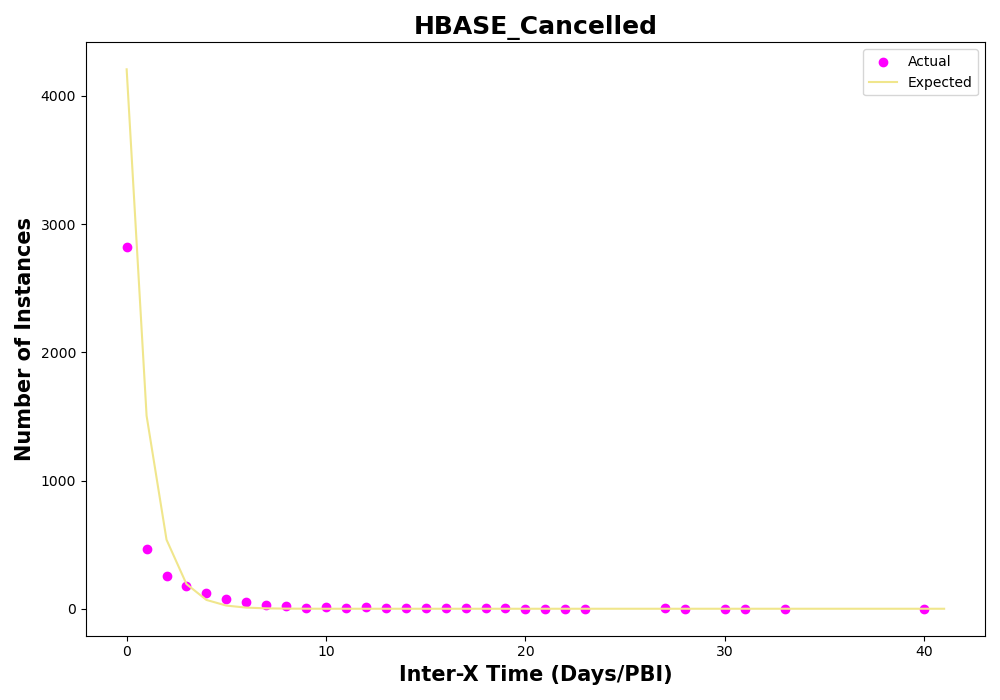 HBASE_Cancelled
Actual
Expected
4000
3000
2000
1000
0
Number of Instances
0 10 20 30 40
Inter-X Time (Days/PBI)